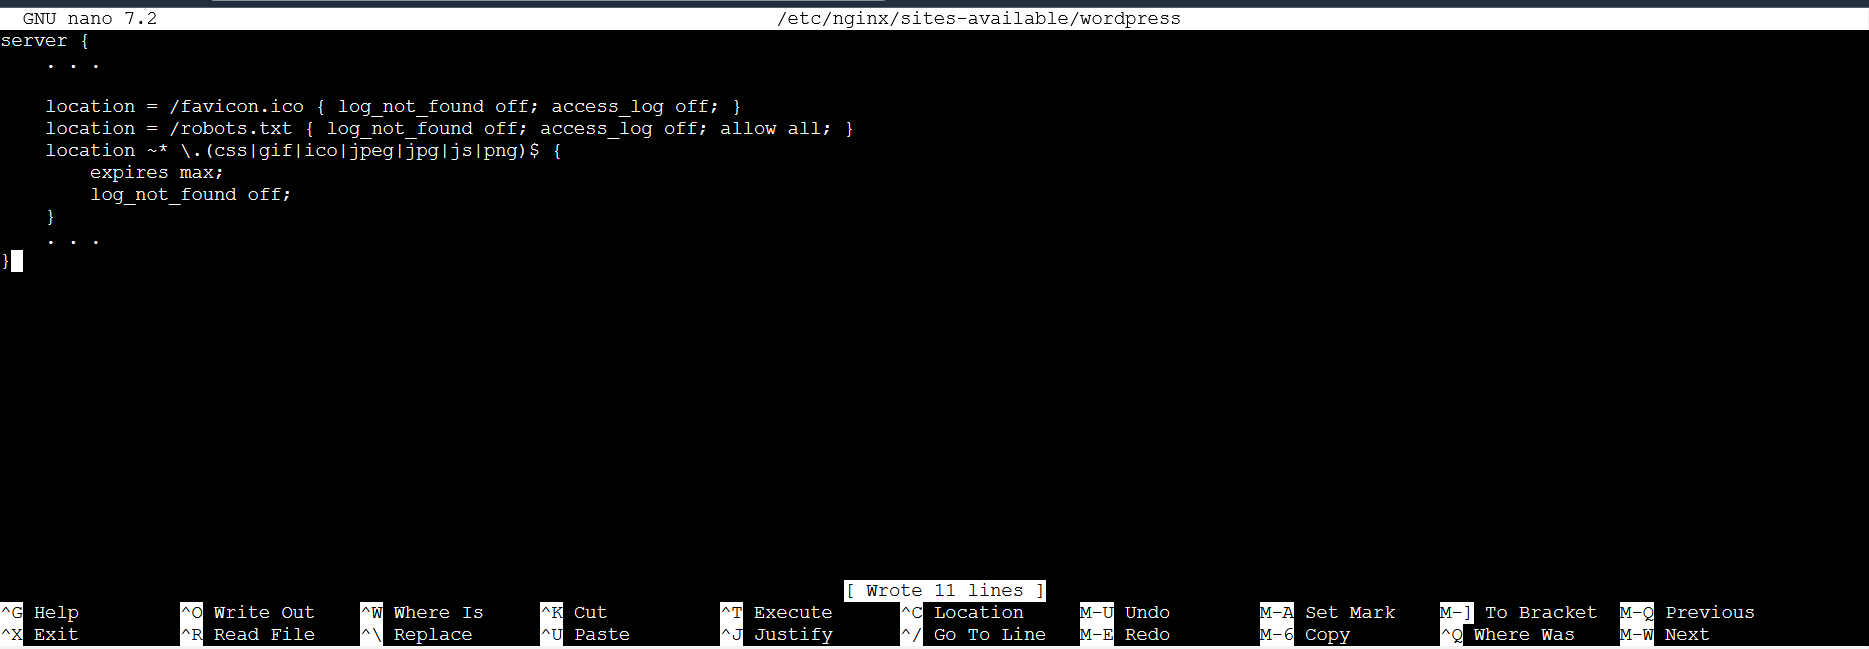 GNU nano 7.2 /etc/nginx/sites-available/wordpress
server {
    . . .

    location = /favicon.ico { log_not_found off; access_log off; }
    location = /robots.txt { log_not_found off; access_log off; allow all; }
    location ~* \.(css|gif|ico|jpeg|jpg|js|png)$ {
        expires max;
        log_not_found off;
    }
    . . .
}
[ Wrote 11 lines ]
^G Help ^O Write Out ^W Where Is ^K Cut ^T Execute ^C Location M-U Undo M-A Set Mark M-] To Bracket M-Q Previous
^X Exit ^R Read File ^\ Replace ^U Paste ^J Justify ^/ Go To Line M-E Redo M-6 Copy ^Q Where Was M-W Next